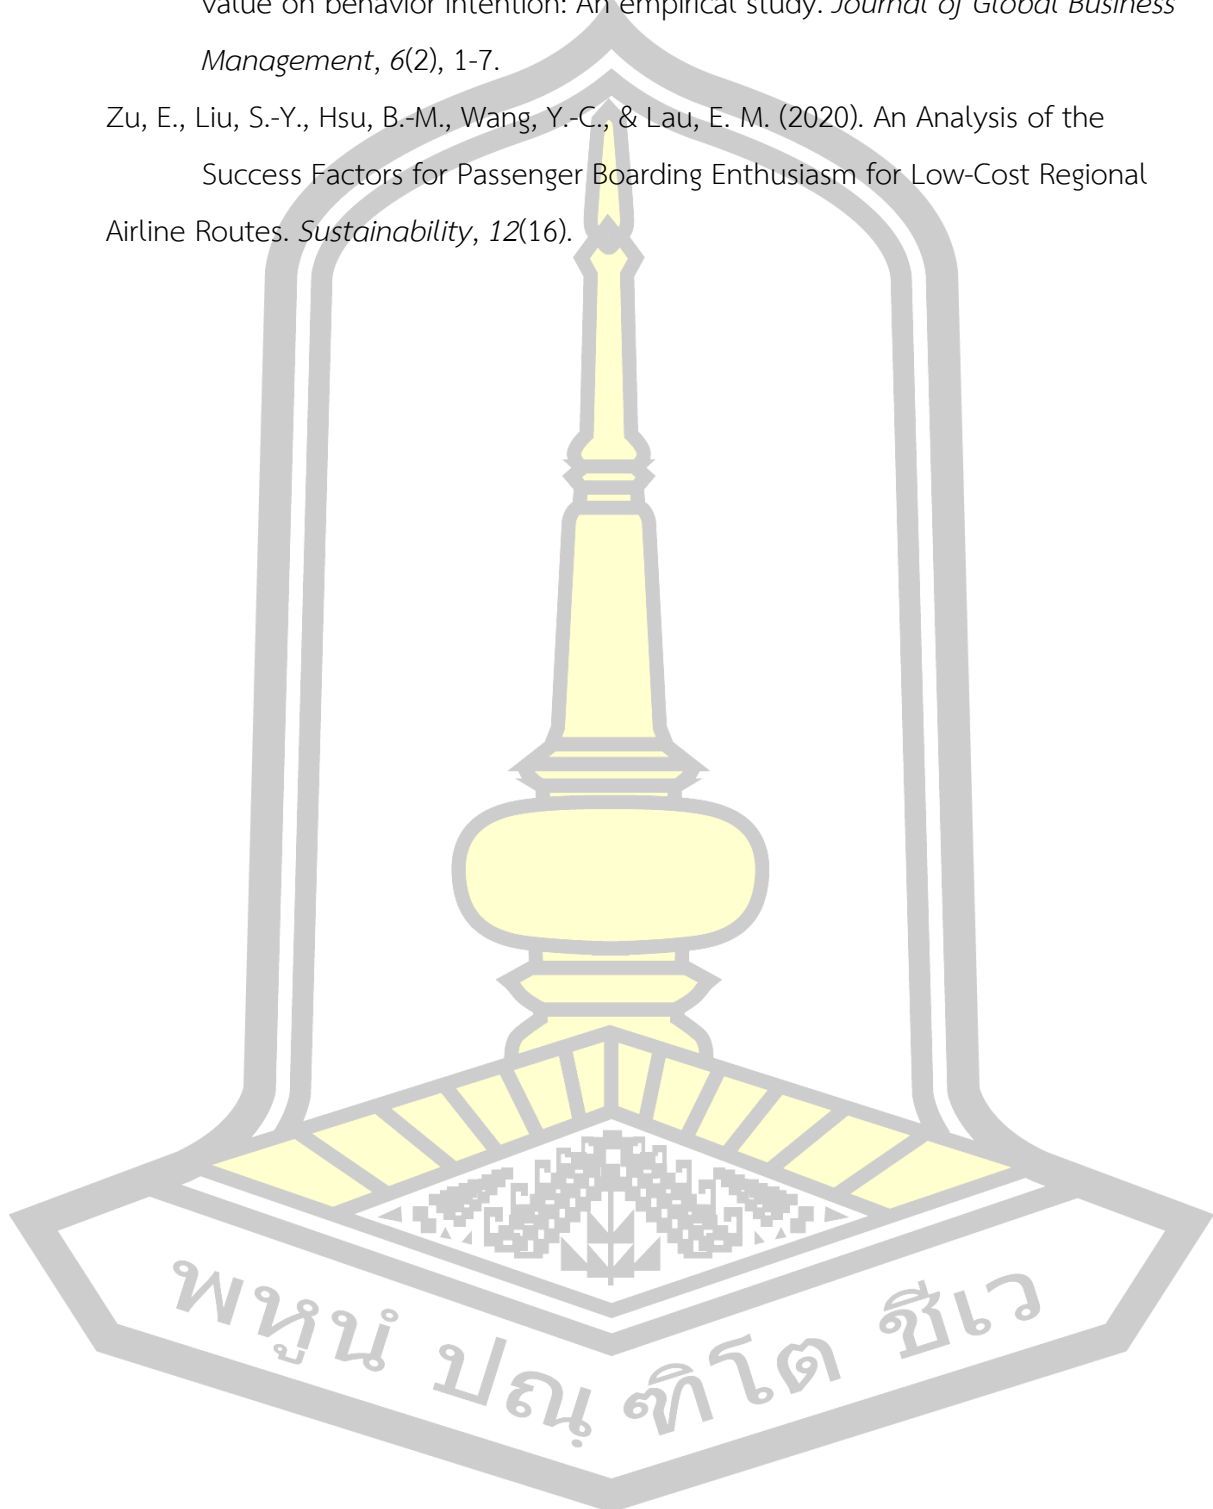 value on behavior intention: An empirical study. Journal of Global Business
Management, 6(2), 1-7.
Zu, E., Liu, S.-Y., Hsu, B.-M., Wang, Y.-C., & Lau, E. M. (2020). An Analysis of the
Success Factors for Passenger Boarding Enthusiasm for Low-Cost Regional
Airline Routes. Sustainability, 12(16).
พหูนํ ปณฺฑิโต ชีเว